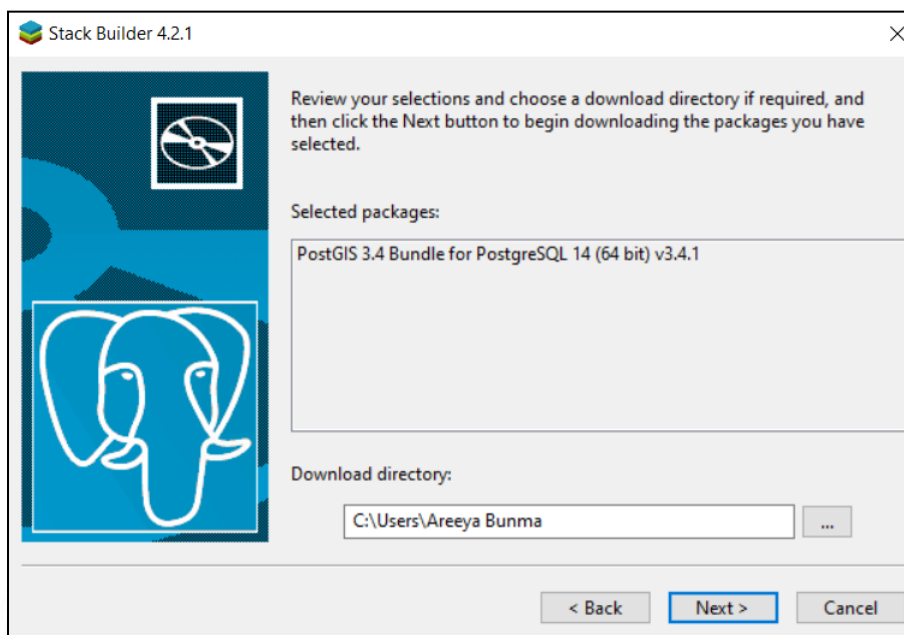 Stack Builder 4.2.1
Review your selections and choose a download directory if required, and
then click the Next button to begin downloading the packages you have
selected.
Selected packages:
PostGIS 3.4 Bundle for PostgreSQL 14 (64 bit) v3.4.1
Download directory:
C:\Users\Areeya Bunma
...
< Back
Next >
Cancel